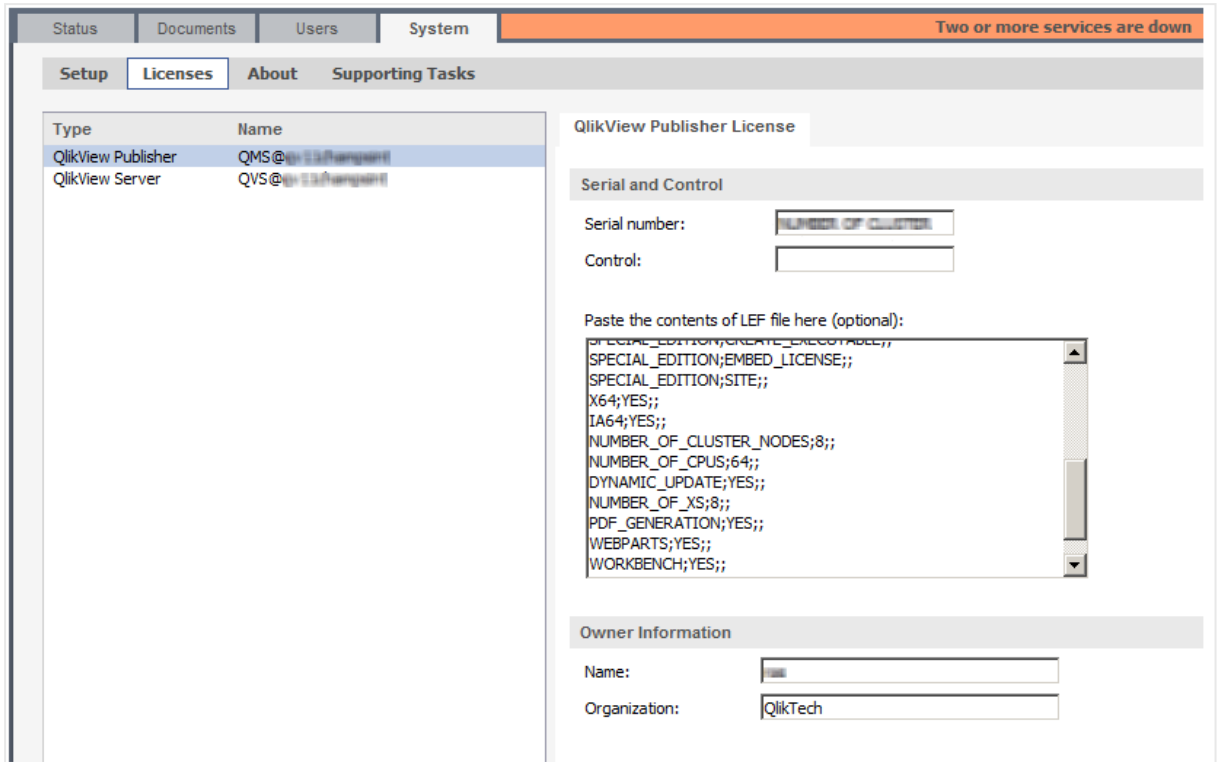 Status Documents Users System Two or more services are down
Setup Licenses About Supporting Tasks
Type Name
QlikView Publisher QMS@
QlikView Server QVS@
QlikView Publisher License
Serial and Control
Serial number:
Control:
Paste the contents of LEF file here (optional):
SPECIAL_EDITION;CREATE_EXECUTABLE;;
SPECIAL_EDITION;EMBED_LICENSE;;
SPECIAL_EDITION;SITE;;
X64;YES;;
IA64;YES;;
NUMBER_OF_CLUSTER_NODES;8;;
NUMBER_OF_CPUS;64;;
DYNAMIC_UPDATE;YES;;
NUMBER_OF_XS;8;;
PDF_GENERATION;YES;;
WEBPARTS;YES;;
WORKBENCH;YES;;
Owner Information
Name:
Organization: QlikTech